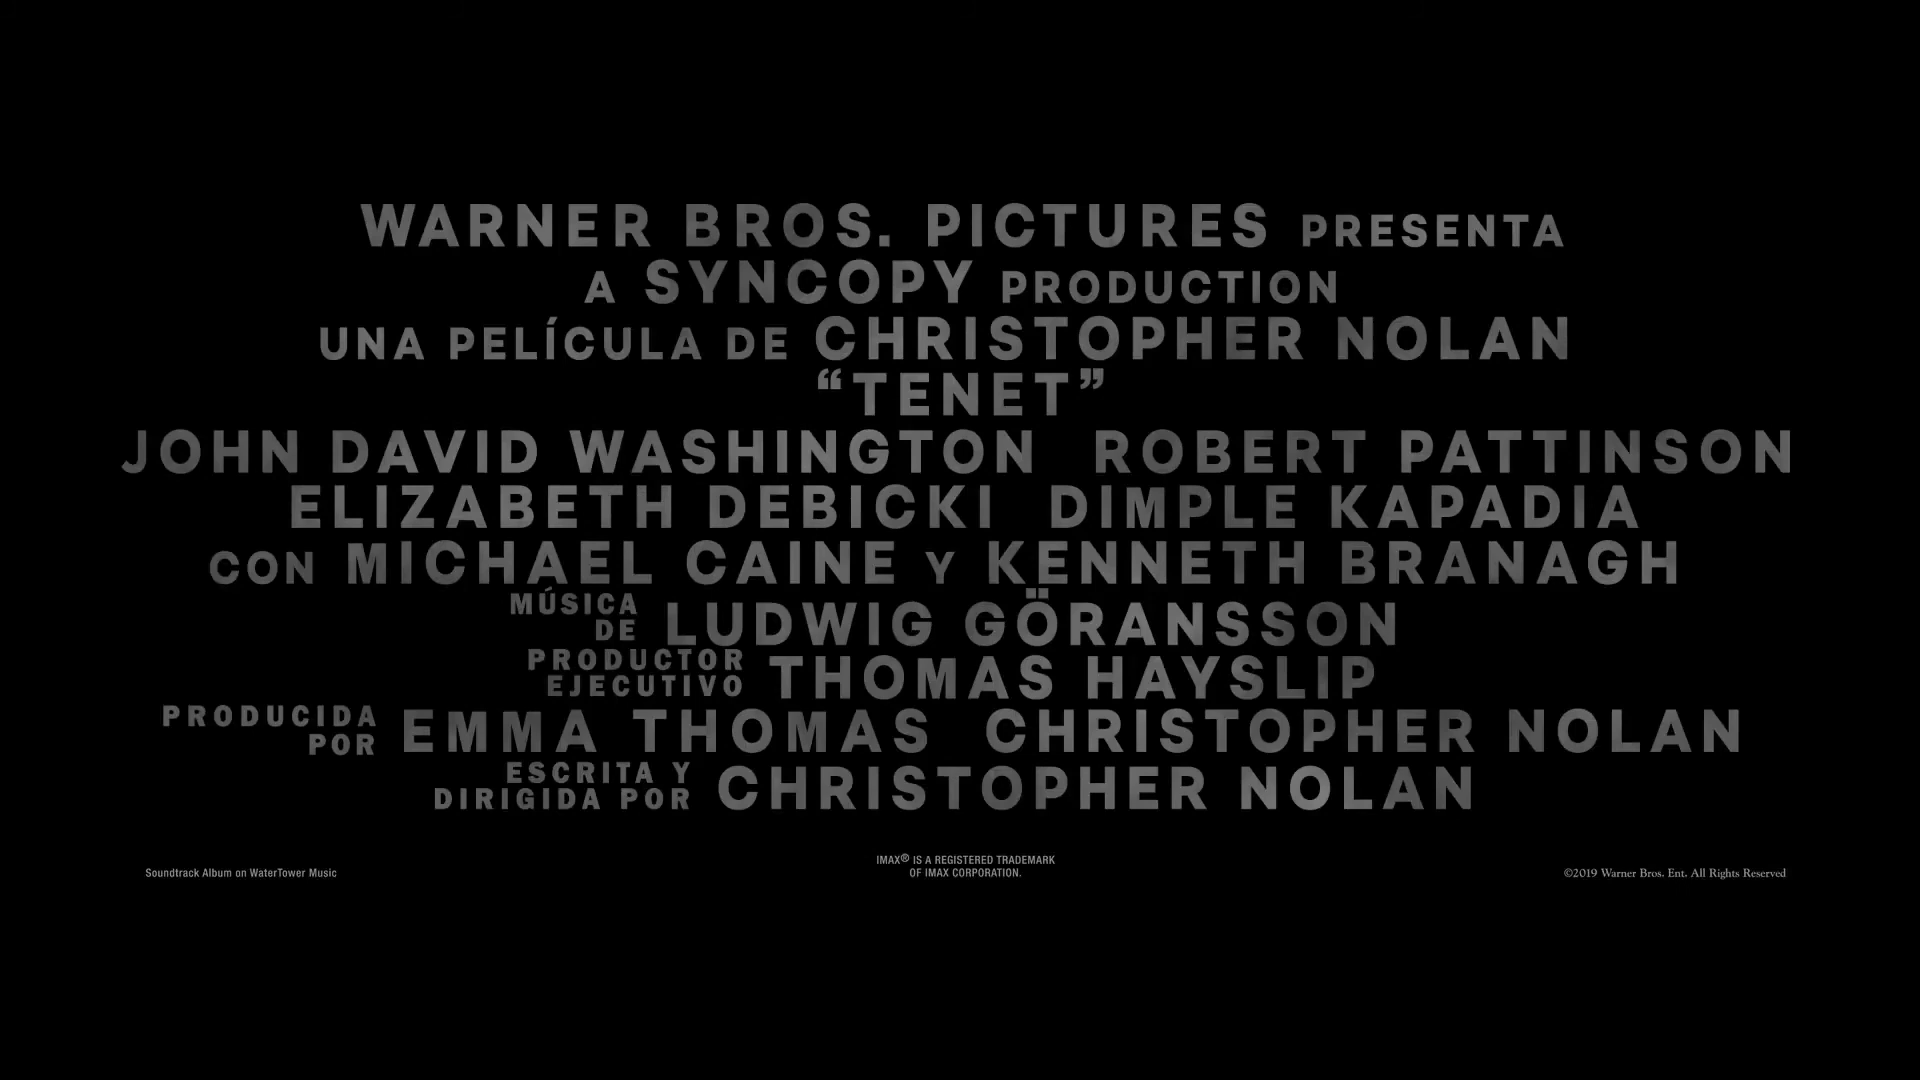 WARNER BROS. PICTURES PRESENTA
A SYNCOPY PRODUCTION
UNA PELÍCULA DE CHRISTOPHER NOLAN
“TENET”
JOHN DAVID WASHINGTON ROBERT PATTINSON
ELIZABETH DEBICKI DIMPLE KAPADIA
CON MICHAEL CAINE Y KENNETH BRANAGH
MÚSICA DE LUDWIG GÖRANSSON
PRODUCTOR EJECUTIVO THOMAS HAYSLIP
PRODUCIDA POR EMMA THOMAS CHRISTOPHER NOLAN
ESCRITA Y DIRIGIDA POR CHRISTOPHER NOLAN
Soundtrack Album on WaterTower Music
IMAX® IS A REGISTERED TRADEMARK
OF IMAX CORPORATION.
©2019 Warner Bros. Ent. All Rights Reserved